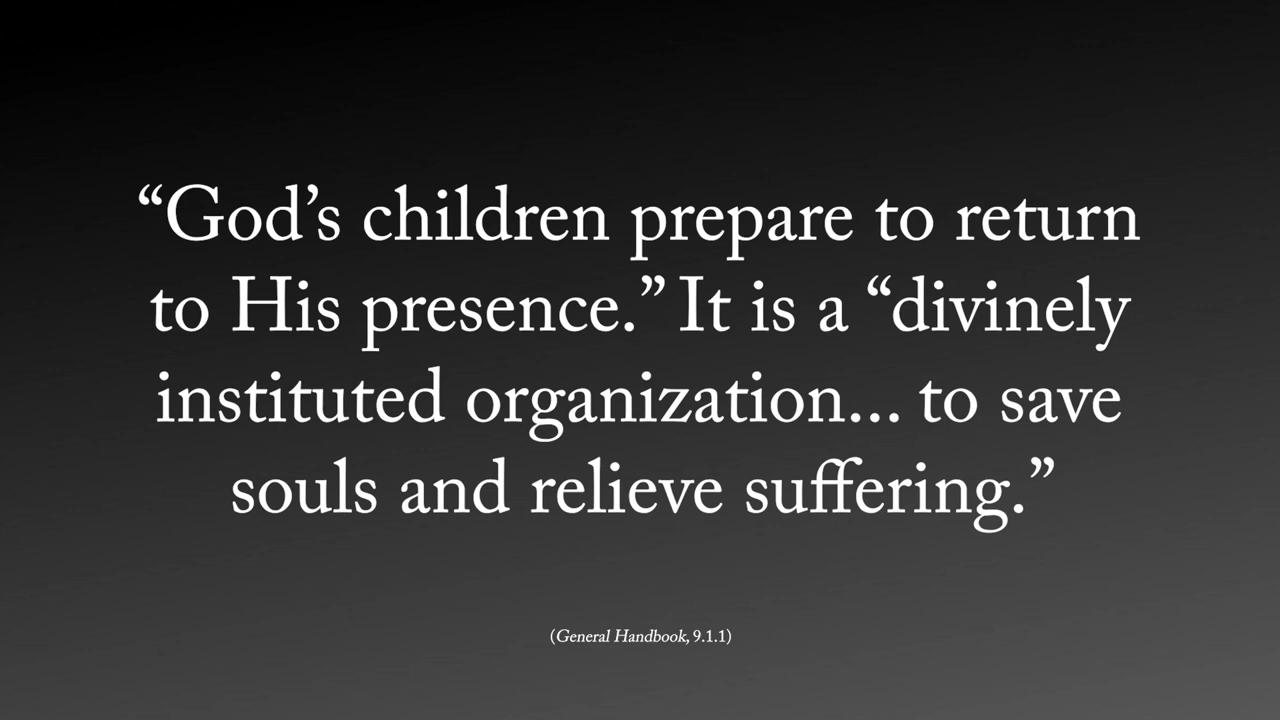 “God’s children prepare to return
to His presence.” It is a “divinely
instituted organization... to save
souls and relieve suffering.”
(General Handbook, 9.1.1)